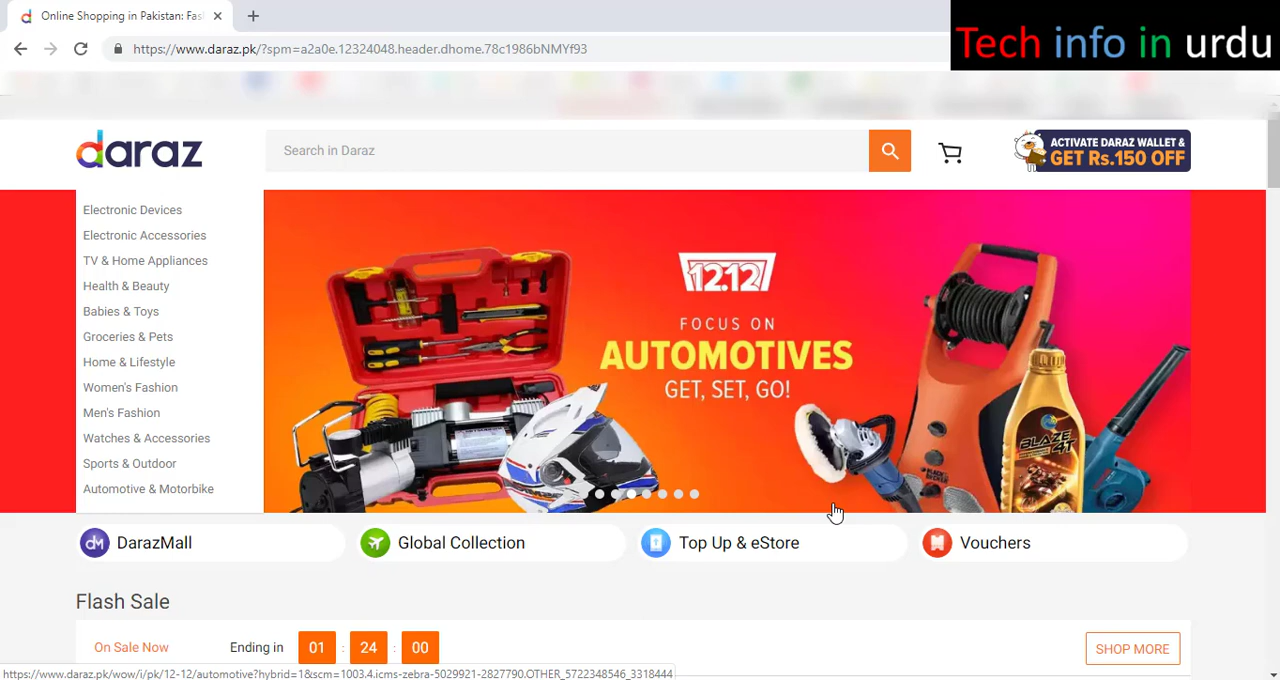 Online Shopping in Pakistan: Fas
Tech info in urdu
https://www.daraz.pk/?spm=a2a0e.12324048.header.dhome.78c1986bNMYf93
daraz
Search in Daraz
ACTIVATE DARAZ WALLET &
GET Rs.150 OFF
Electronic Devices
Electronic Accessories
TV & Home Appliances
Health & Beauty
Babies & Toys
Groceries & Pets
Home & Lifestyle
Women's Fashion
Men's Fashion
Watches & Accessories
Sports & Outdoor
Automotive & Motorbike
12.12
FOCUS ON
AUTOMOTIVES
GET, SET, GO!
BLAZE
4T
BLACK+
DECKER
dm DarazMall
Global Collection
Top Up & eStore
Vouchers
Flash Sale
On Sale Now
Ending in 01 : 24 : 00
SHOP MORE
https://www.daraz.pk/wow/i/pk/12-12/automotive?hybrid=1&scm=1003.4.icms-zebra-5029921-2827790.OTHER_5722348546_3318444